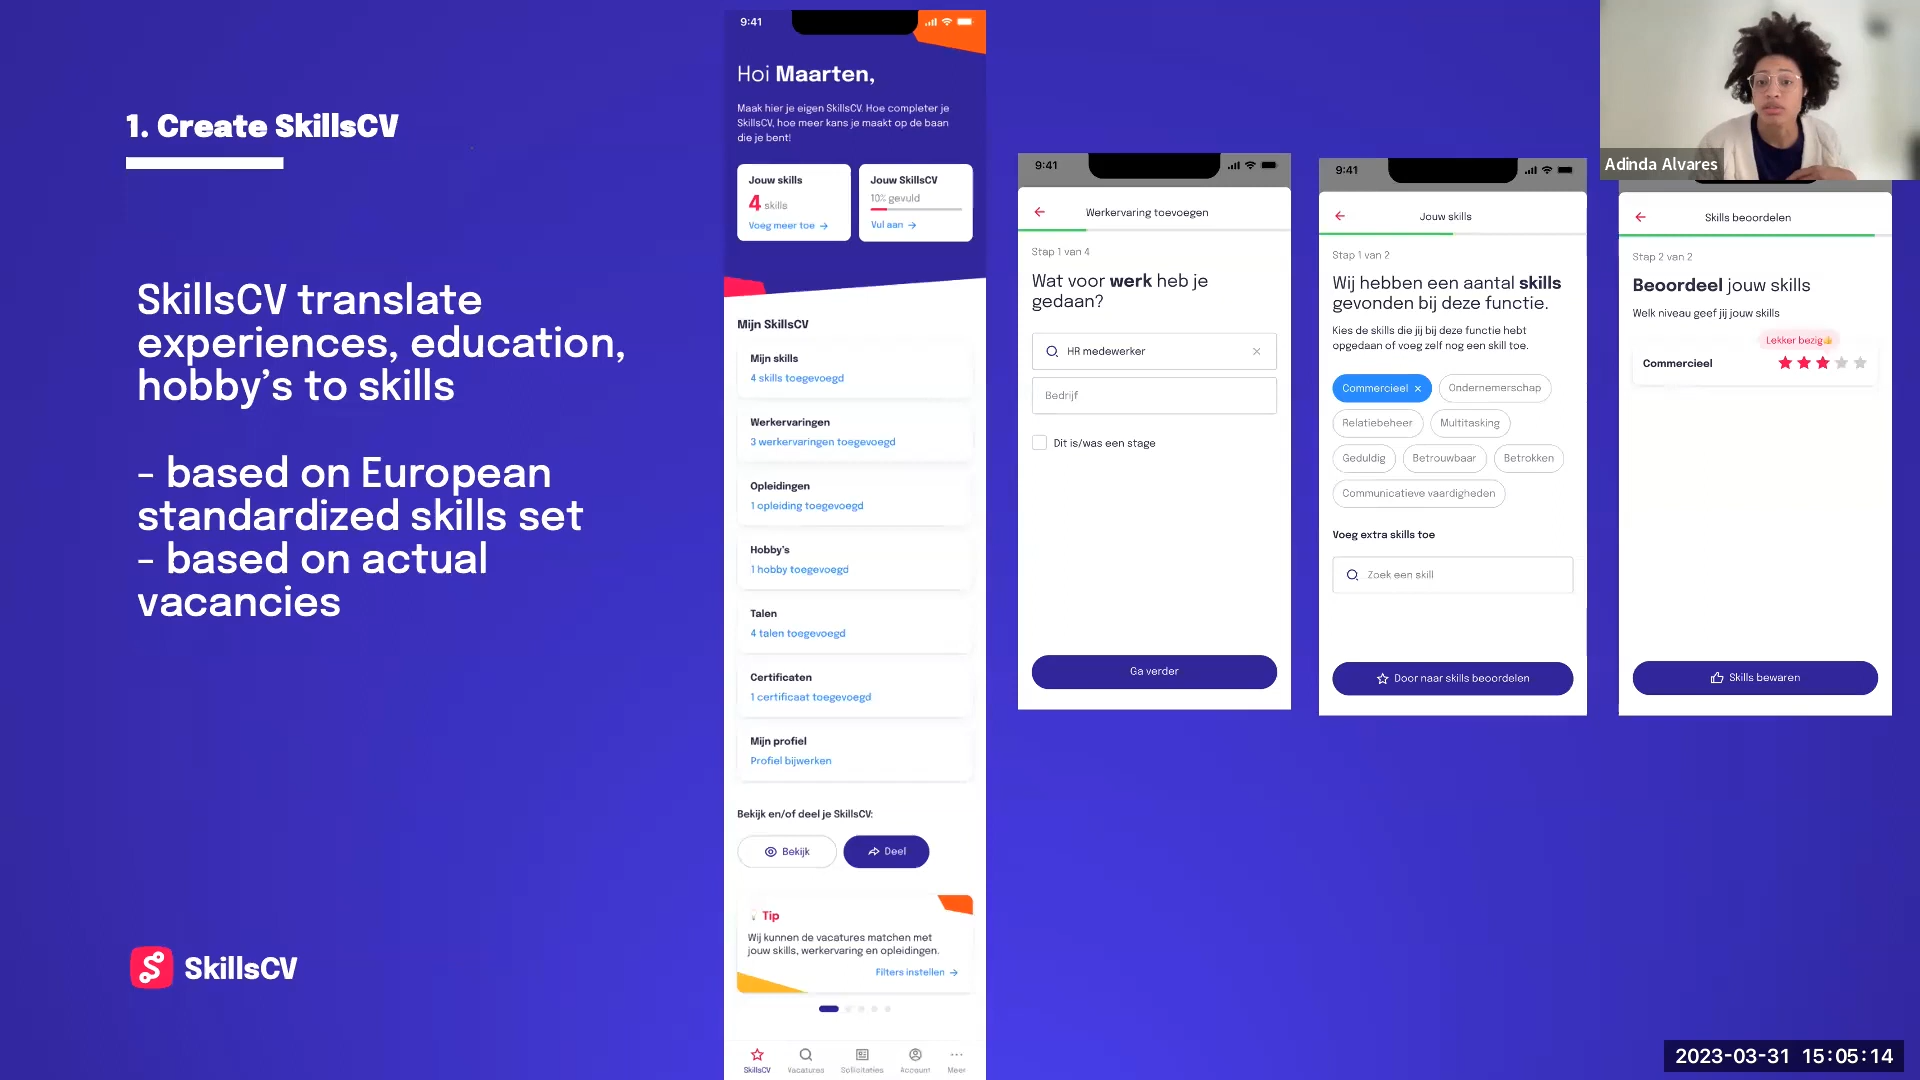 1. Create SkillsCV
SkillsCV translate
experiences, education,
hobby's to skills
- based on European
standardized skills set
- based on actual
vacancies
SkillsCV
9:41
Hoi Maarten,
Maak hier je eigen SkillsCV. Hoe completer je
SkillsCV, hoe meer kans je maakt op de baan
die je bent!
Jouw skills
4 skills
Voeg meer toe →
Jouw SkillsCV
10% gevuld
Vul aan →
Mijn SkillsCV
Mijn skills
4 skills toegevoegd
Werkervaringen
3 werkervaringen toegevoegd
Opleidingen
1 opleiding toegevoegd
Hobby's
1 hobby toegevoegd
Talen
4 talen toegevoegd
Certificaten
1 certificaat toegevoegd
Mijn profiel
Profiel bijwerken
Bekijk en/of deel je SkillsCV:
Bekijk
Deel
Tip
Wij kunnen de vacatures matchen met
jouw skills, werkervaring en opleidingen.
Filters instellen →
SkillsCV
Vacatures
Sollicitaties
Account
Meer
9:41
Werkervaring toevoegen
Stap 1 van 4
Wat voor werk heb je
gedaan?
HR medewerker
Bedrijf
Dit is/was een stage
Ga verder
9:41
Jouw skills
Stap 1 van 2
Wij hebben een aantal skills
gevonden bij deze functie.
Kies de skills die jij bij deze functie hebt
opgedaan of voeg zelf nog een skill toe.
Commercieel ×
Ondernemerschap
Relatiebeheer
Multitasking
Geduldig
Betrouwbaar
Betrokken
Communicatieve vaardigheden
Voeg extra skills toe
Zoek een skill
Door naar skills beoordelen
Adinda Alvares
Skills beoordelen
Stap 2 van 2
Beoordeel jouw skills
Welk niveau geef jij jouw skills
Lekker bezig👍
Commercieel
Skills bewaren
2023-03-31 15:05:14